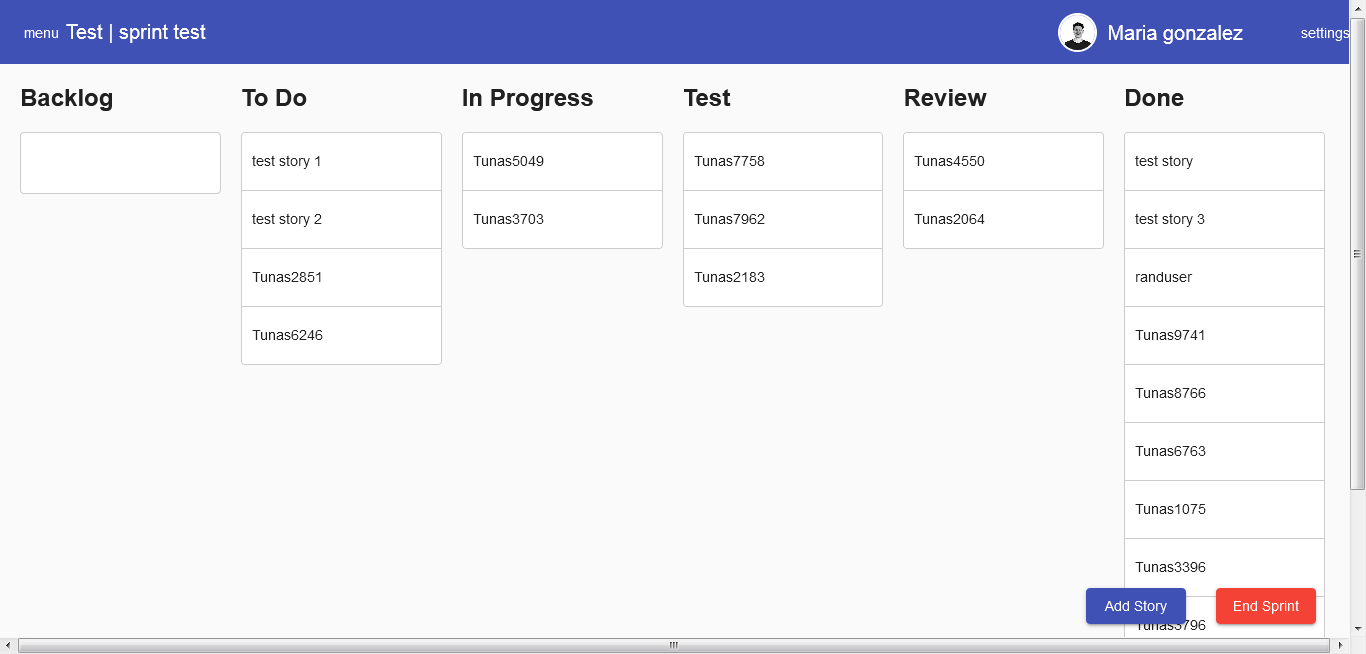 menu Test | sprint test
Maria gonzalez
settings
Backlog
To Do
test story 1
test story 2
Tunas2851
Tunas6246
In Progress
Tunas5049
Tunas3703
Test
Tunas7758
Tunas7962
Tunas2183
Review
Tunas4550
Tunas2064
Done
test story
test story 3
randuser
Tunas9741
Tunas8766
Tunas6763
Tunas1075
Tunas3396
Tunas3796
Add Story
End Sprint